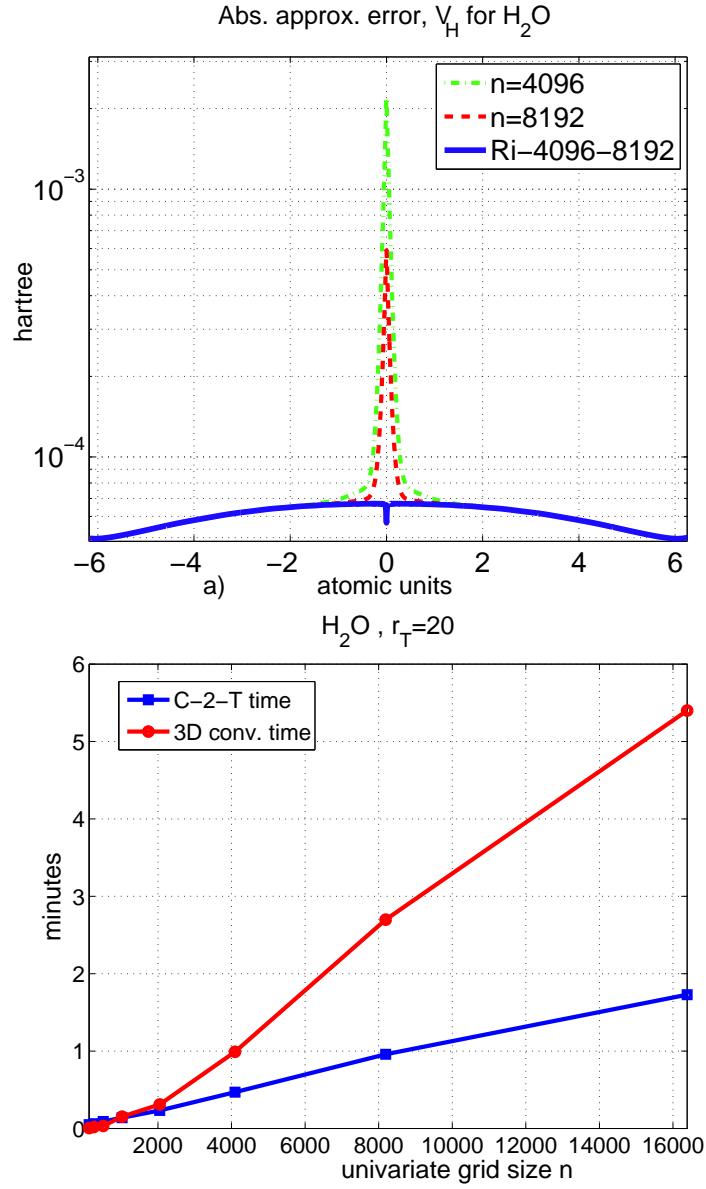 Abs. approx. error, V_H for H_2O
n=4096
n=8192
Ri−4096−8192
10^−3
hartree
10^−4
−6 −4 −2 0 2 4 6
a) atomic units
H_2O , r_T=20
6
C−2−T time
3D conv. time
5
4
minutes
3
2
1
0
2000 4000 6000 8000 10000 12000 14000 16000
univariate grid size n